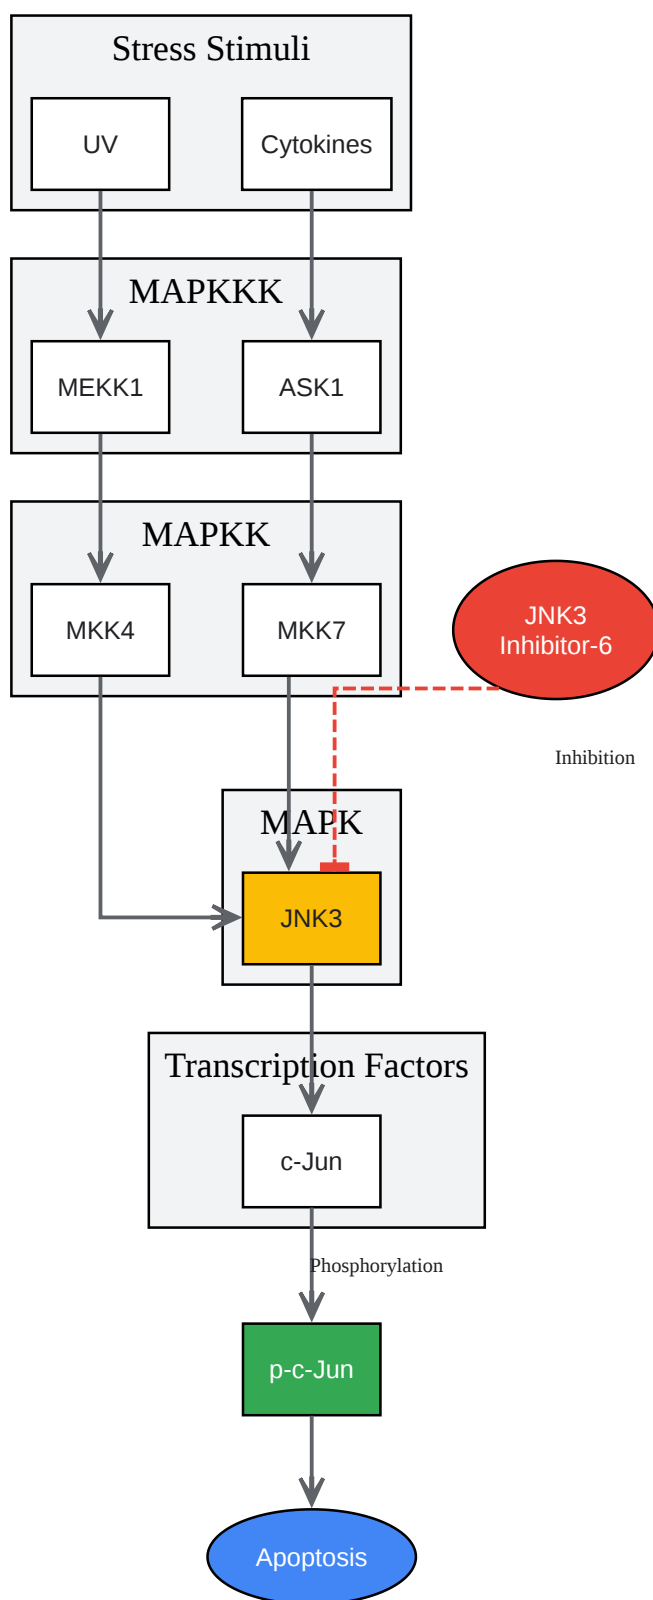 Stress Stimuli
UV
Cytokines
MAPKKK
MEKK1
ASK1
MAPKK
MKK4
MKK7
JNK3
Inhibitor-6
Inhibition
MAPK
JNK3
Transcription Factors
c-Jun
Phosphorylation
p-c-Jun
Apoptosis